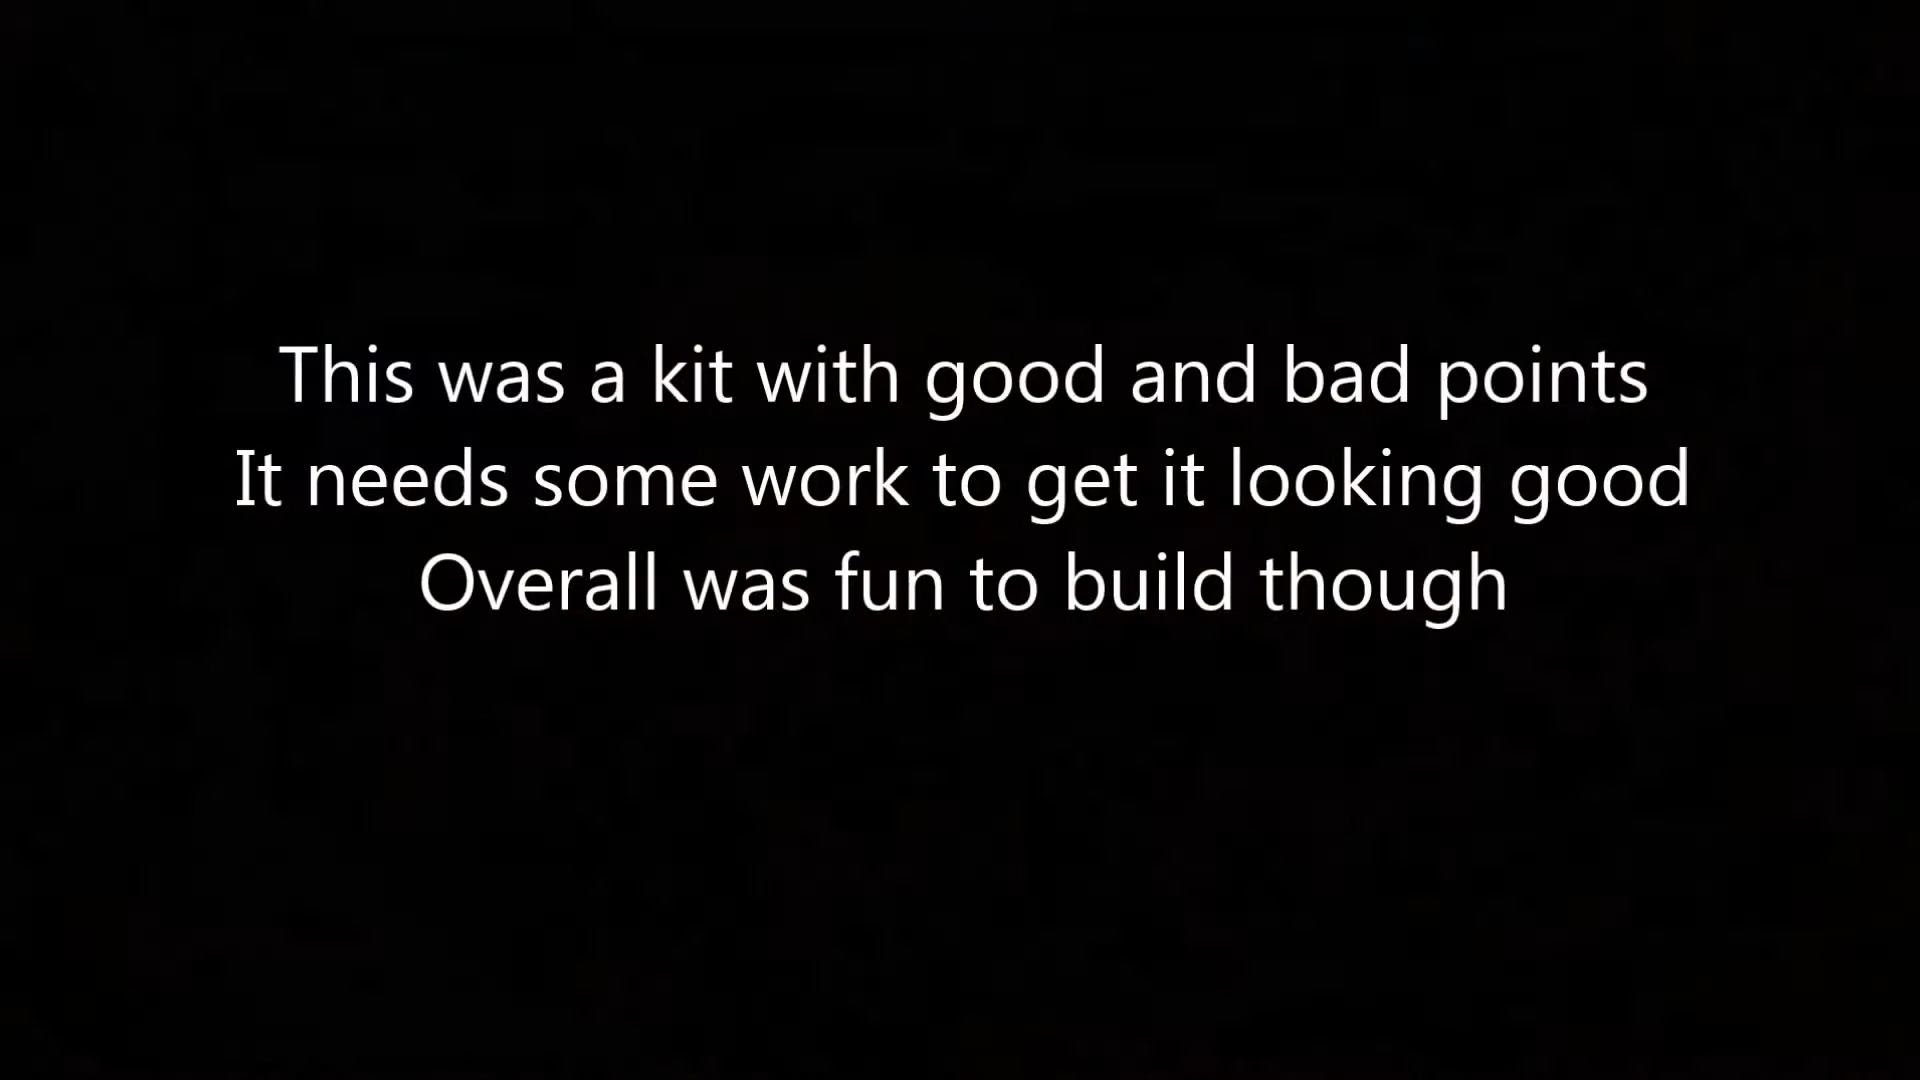 This was a kit with good and bad points
It needs some work to get it looking good
Overall was fun to build though